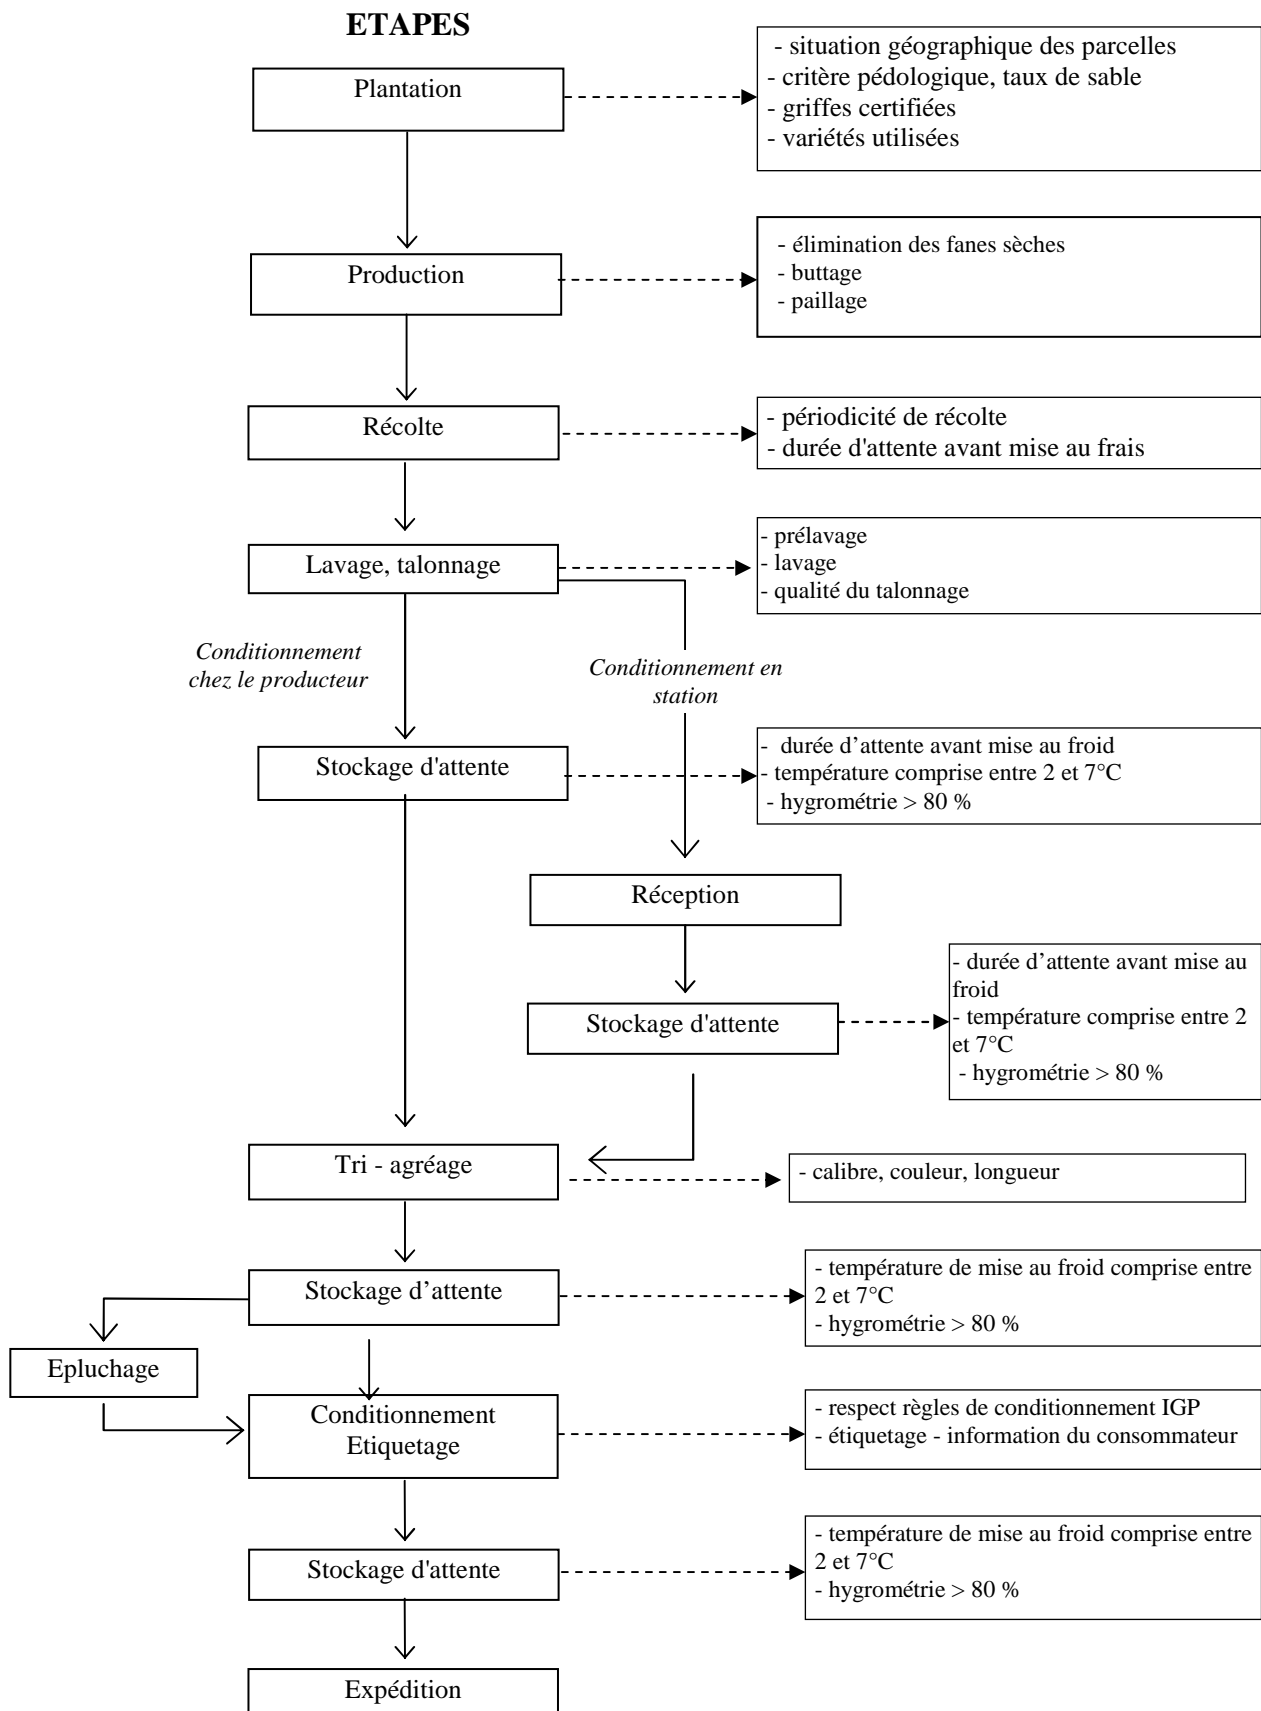 ETAPES
Plantation
- situation géographique des parcelles
- critère pédologique, taux de sable
- griffes certifiées
- variétés utilisées
Production
- élimination des fanes sèches
- buttage
- paillage
Récolte
- périodicité de récolte
- durée d'attente avant mise au frais
Lavage, talonnage
- prélavage
- lavage
- qualité du talonnage
Conditionnement
chez le producteur
Conditionnement en
station
Stockage d'attente
- durée d’attente avant mise au froid
- température comprise entre 2 et 7°C
- hygrométrie > 80 %
Réception
Stockage d'attente
- durée d’attente avant mise au
froid
- température comprise entre 2
et 7°C
- hygrométrie > 80 %
Tri - agréage
- calibre, couleur, longueur
Stockage d’attente
- température de mise au froid comprise entre
2 et 7°C
- hygrométrie > 80 %
Epluchage
Conditionnement
Etiquetage
- respect règles de conditionnement IGP
- étiquetage - information du consommateur
Stockage d'attente
- température de mise au froid comprise entre
2 et 7°C
- hygrométrie > 80 %
Expédition